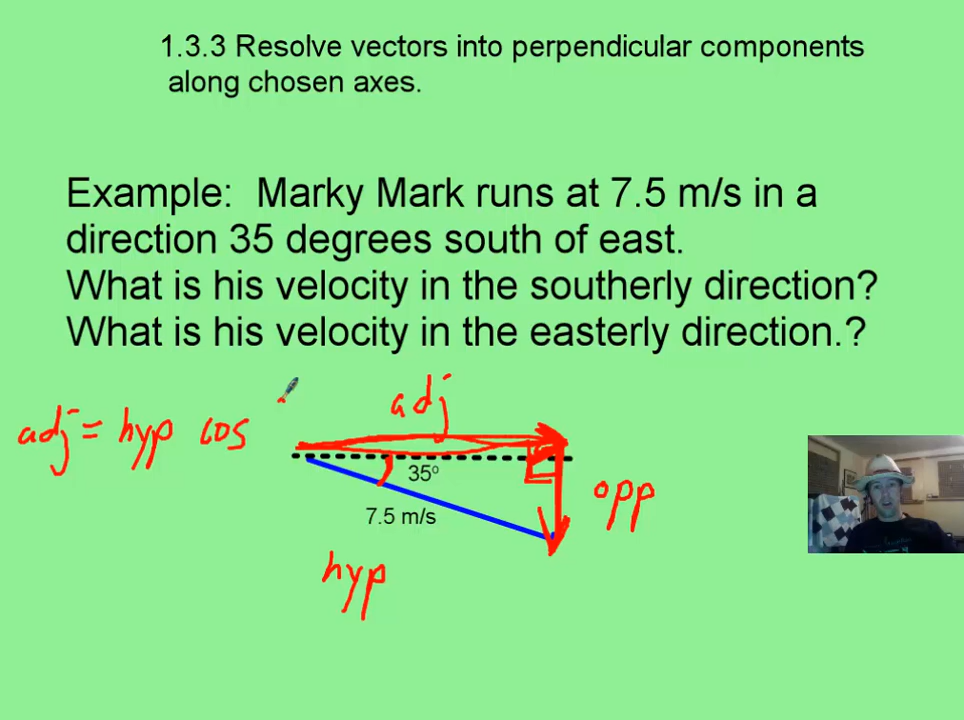 1.3.3 Resolve vectors into perpendicular components
along chosen axes.
Example: Marky Mark runs at 7.5 m/s in a
direction 35 degrees south of east.
What is his velocity in the southerly direction?
What is his velocity in the easterly direction.?
adj
adj = hyp cos
35º
opp
7.5 m/s
hyp